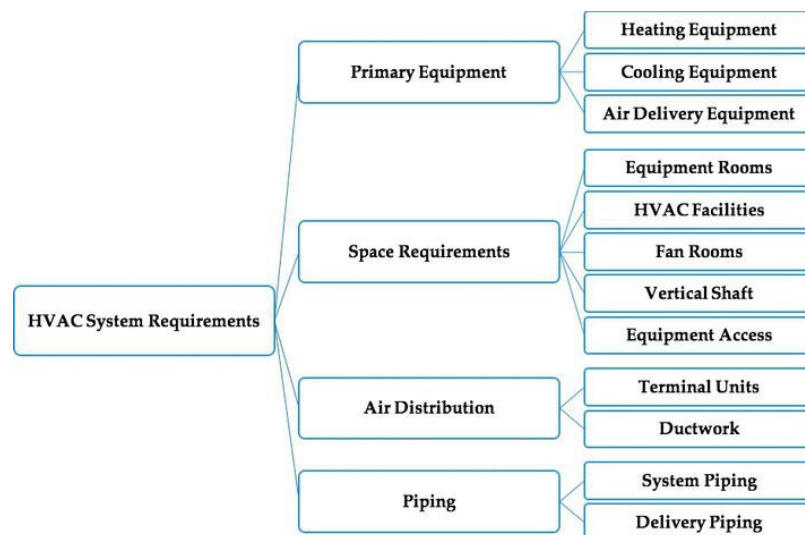 Heating Equipment
Primary Equipment
Cooling Equipment
Air Delivery Equipment
Equipment Rooms
HVAC Facilities
Space Requirements
Fan Rooms
Vertical Shaft
HVAC System Requirements
Equipment Access
Terminal Units
Air Distribution
Ductwork
System Piping
Piping
Delivery Piping